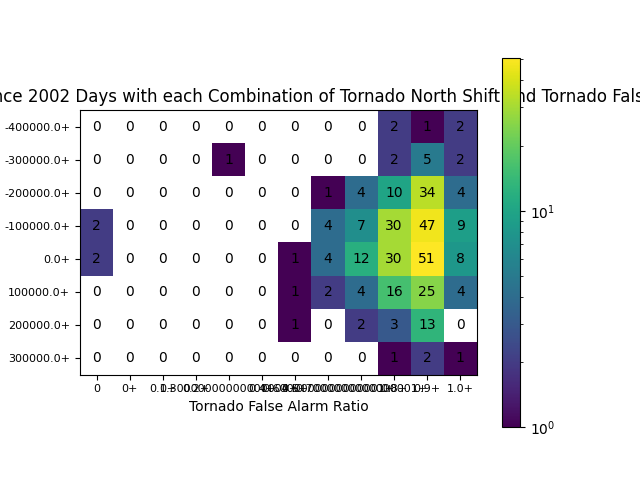 nce 2002 Days with each Combination of Tornado North Shift and Tornado Fals
-400000.0+ 0 0 0 0 0 0 0 0 0 2 1 2
-300000.0+ 0 0 0 0 1 0 0 0 0 2 5 2
-200000.0+ 0 0 0 0 0 0 0 1 4 10 34 4
-100000.0+ 2 0 0 0 0 0 0 4 7 30 47 9
0.0+ 2 0 0 0 0 0 1 4 12 30 51 8
100000.0+ 0 0 0 0 0 0 1 2 4 16 25 4
200000.0+ 0 0 0 0 0 0 1 0 2 3 13 0
300000.0+ 0 0 0 0 0 0 0 0 0 1 2 1
0 0+ 1.0+
Tornado False Alarm Ratio
10¹
10⁰